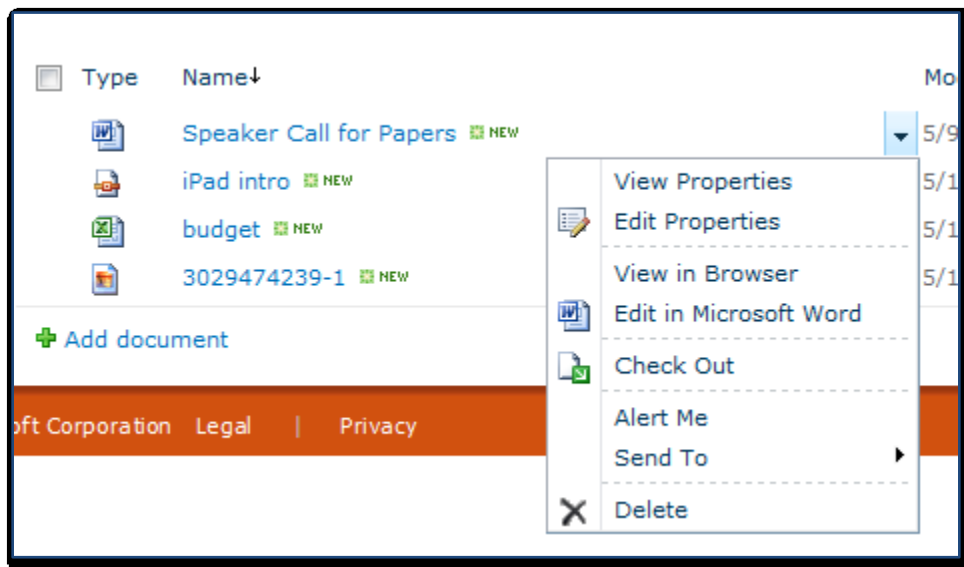 Type Name↓ Mo
Speaker Call for Papers NEW 5/9
iPad intro NEW 5/1
budget NEW 5/1
3029474239-1 NEW 5/1
Add document
oft Corporation Legal | Privacy
View Properties
Edit Properties
View in Browser
Edit in Microsoft Word
Check Out
Alert Me
Send To
Delete